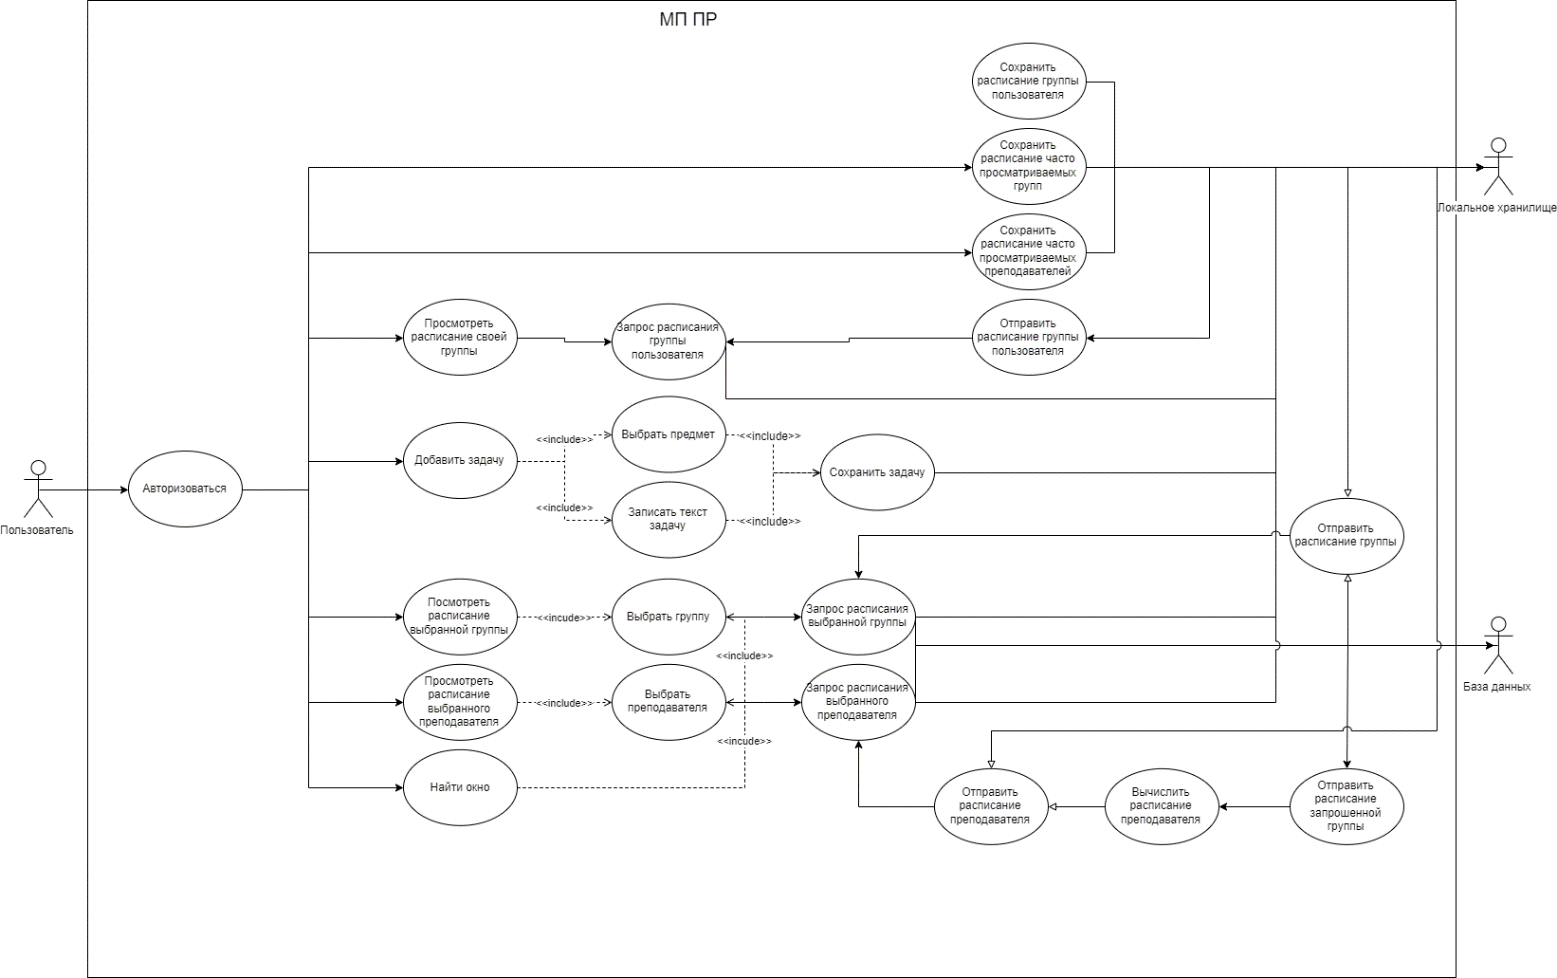 МП ПР
Сохранить
расписание группы
пользователя
Сохранить
расписание часто
просматриваемых
групп
Локальное хранилище
Сохранить
расписание часто
просматриваемых
преподавателей
Просмотреть
расписание своей
группы
Запрос расписания
группы
пользователя
Отправить
расписание группы
пользователя
Добавить задачу
<<include>>
<<include>>
Выбрать предмет
Записать текст
задачу
<<include>>
<<include>>
Сохранить задачу
Авторизоваться
Пользователь
Отправить
расписание группы
Посмотреть
расписание
выбранной группы
<<incude>>
Выбрать группу
<<include>>
Запрос расписания
выбранной группы
База данных
Просмотреть
расписание
выбранного
преподавателя
<<include>>
Выбрать
преподавателя
<<incude>>
Запрос расписания
выбранного
преподавателя
Найти окно
Отправить
расписание
преподавателя
Вычислить
расписание
преподавателя
Отправить
расписание
запрошенной
группы